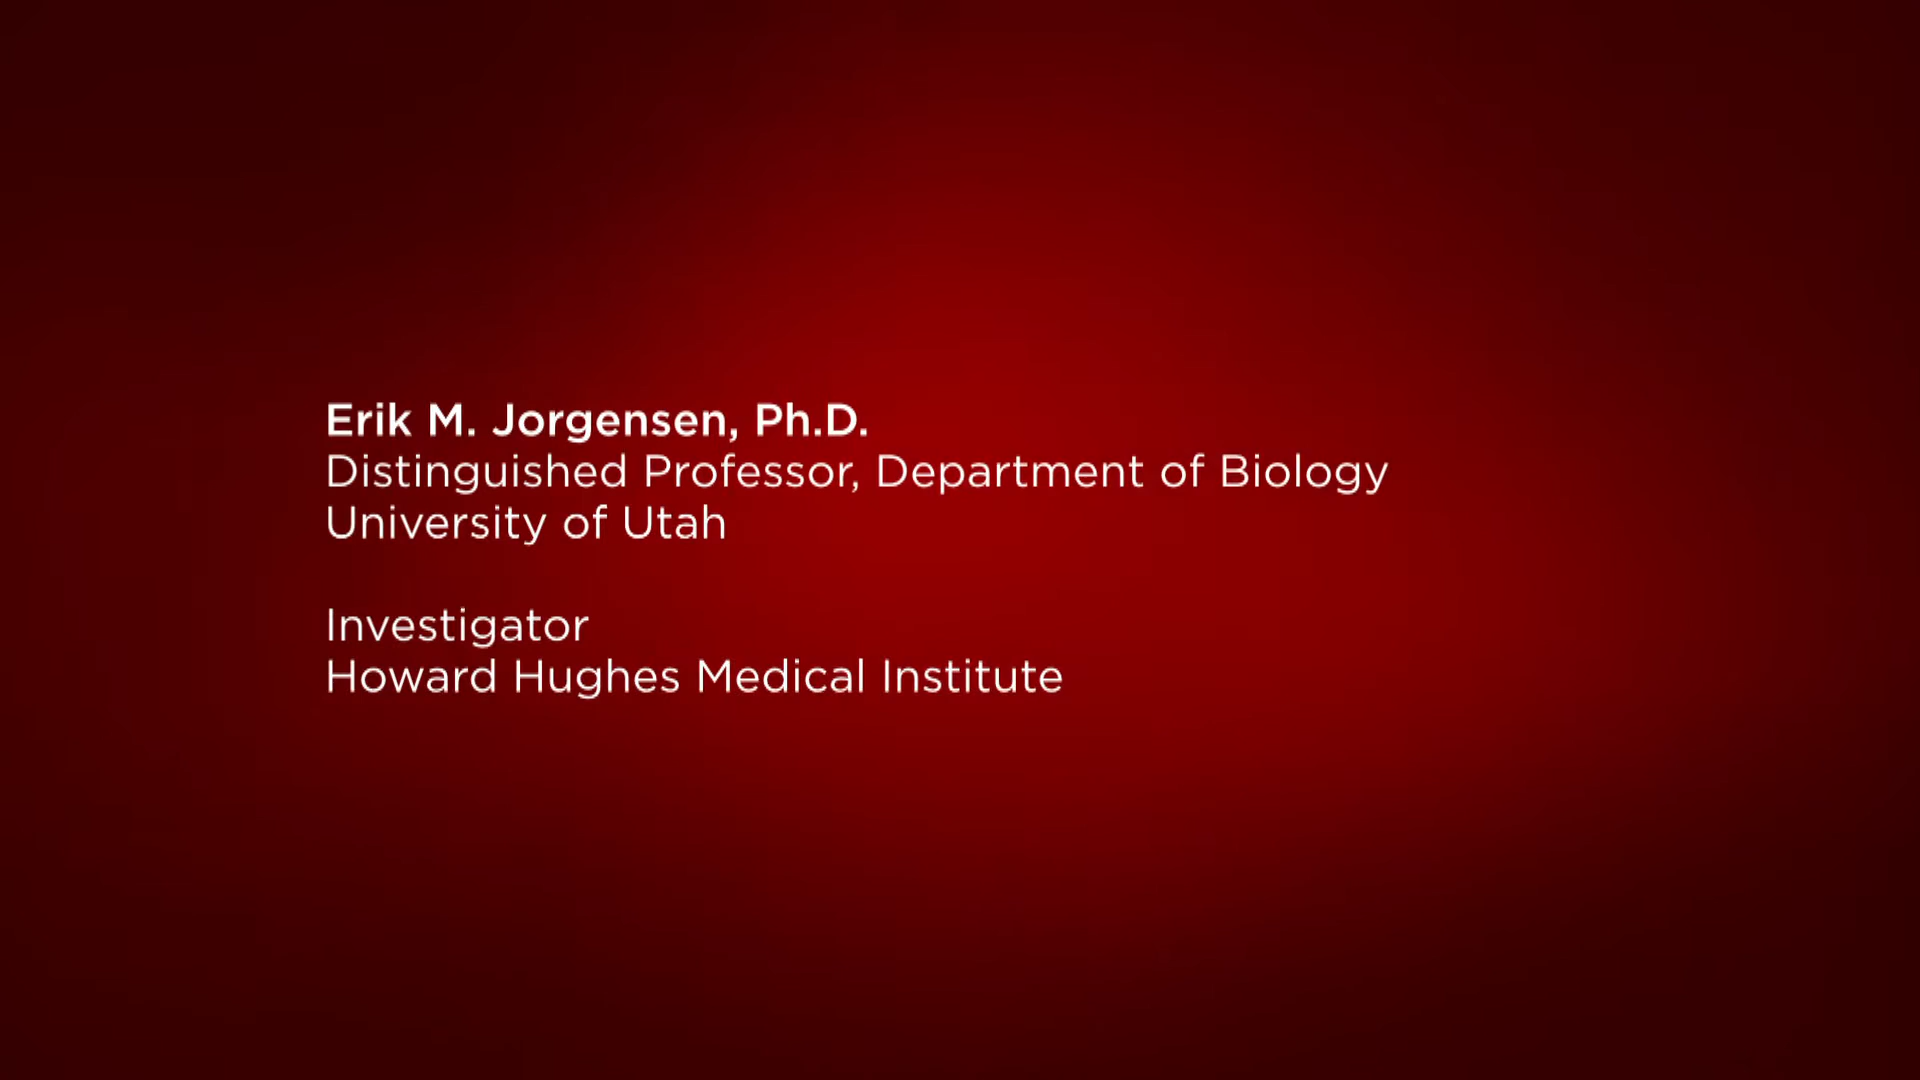 Erik M. Jorgensen, Ph.D.
Distinguished Professor, Department of Biology
University of Utah
Investigator
Howard Hughes Medical Institute